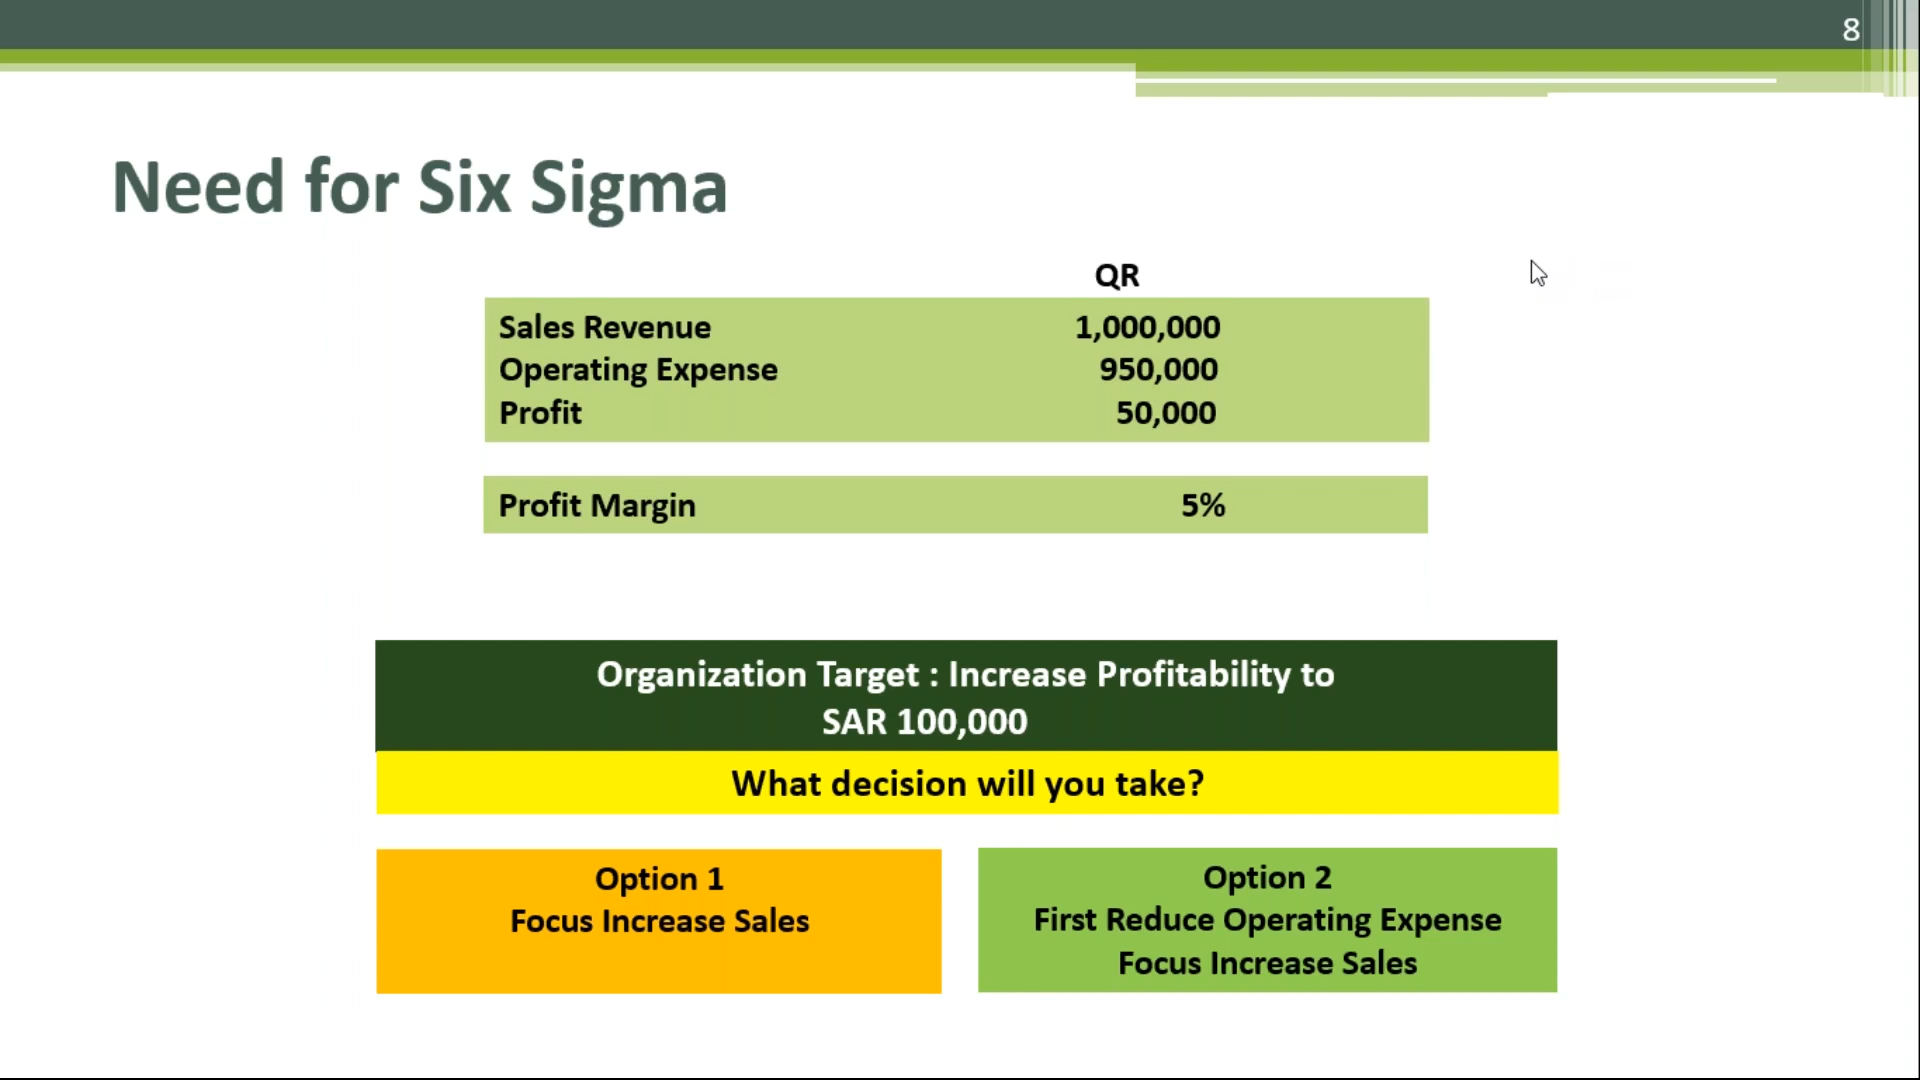 8
Need for Six Sigma
QR
Sales Revenue 1,000,000
Operating Expense 950,000
Profit 50,000
Profit Margin 5%
Organization Target : Increase Profitability to
SAR 100,000
What decision will you take?
Option 1
Focus Increase Sales
Option 2
First Reduce Operating Expense
Focus Increase Sales